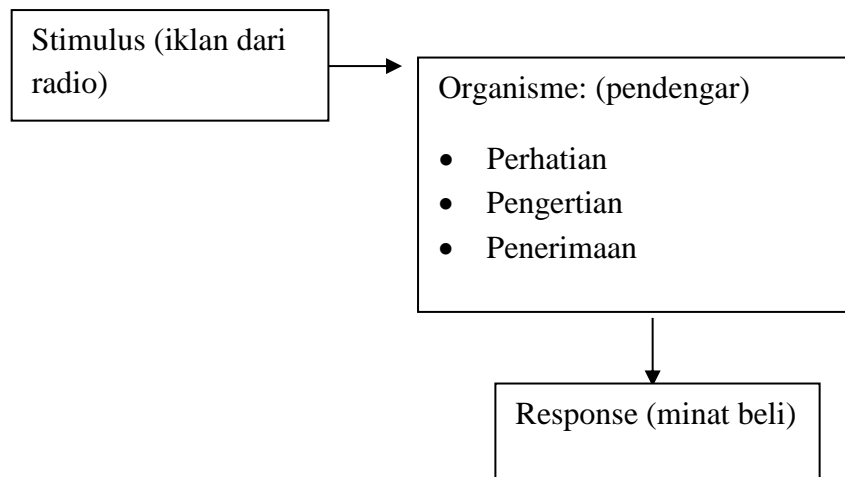 Stimulus (iklan dari
radio)
Organisme: (pendengar)
• Perhatian
• Pengertian
• Penerimaan
Response (minat beli)